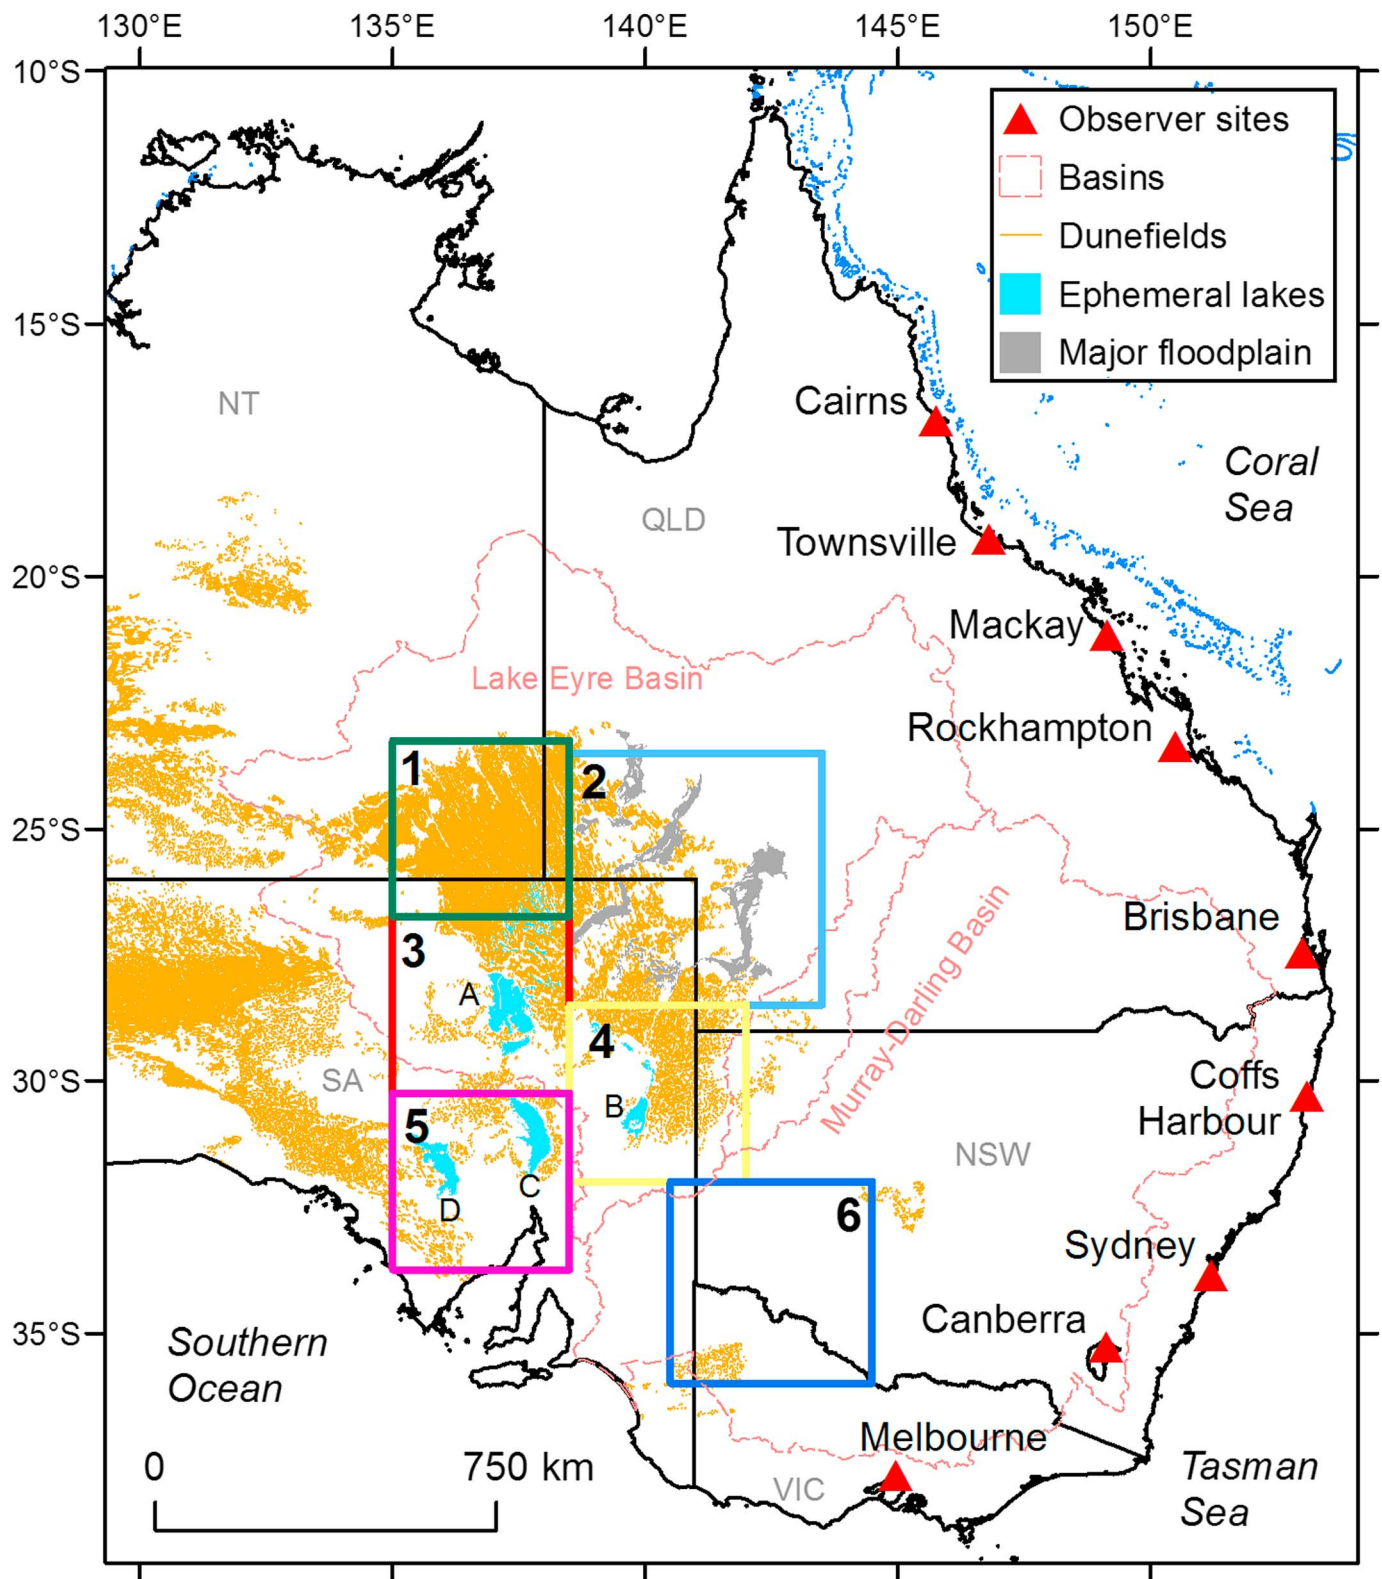 130°E 135°E 140°E 145°E 150°E
10°S
Observer sites
Basins
Dunefields
Ephemeral lakes
Major floodplain
15°S
NT
Cairns
Coral
Sea
QLD
Townsville
20°S
Mackay
Lake Eyre Basin
Rockhampton
1
2
25°S
Brisbane
Murray-Darling Basin
3
A
4
30°S
SA
Coffs
Harbour
B
5
NSW
C
D
6
Sydney
Canberra
35°S
Southern
Ocean
Melbourne
0 750 km
VIC
Tasman
Sea